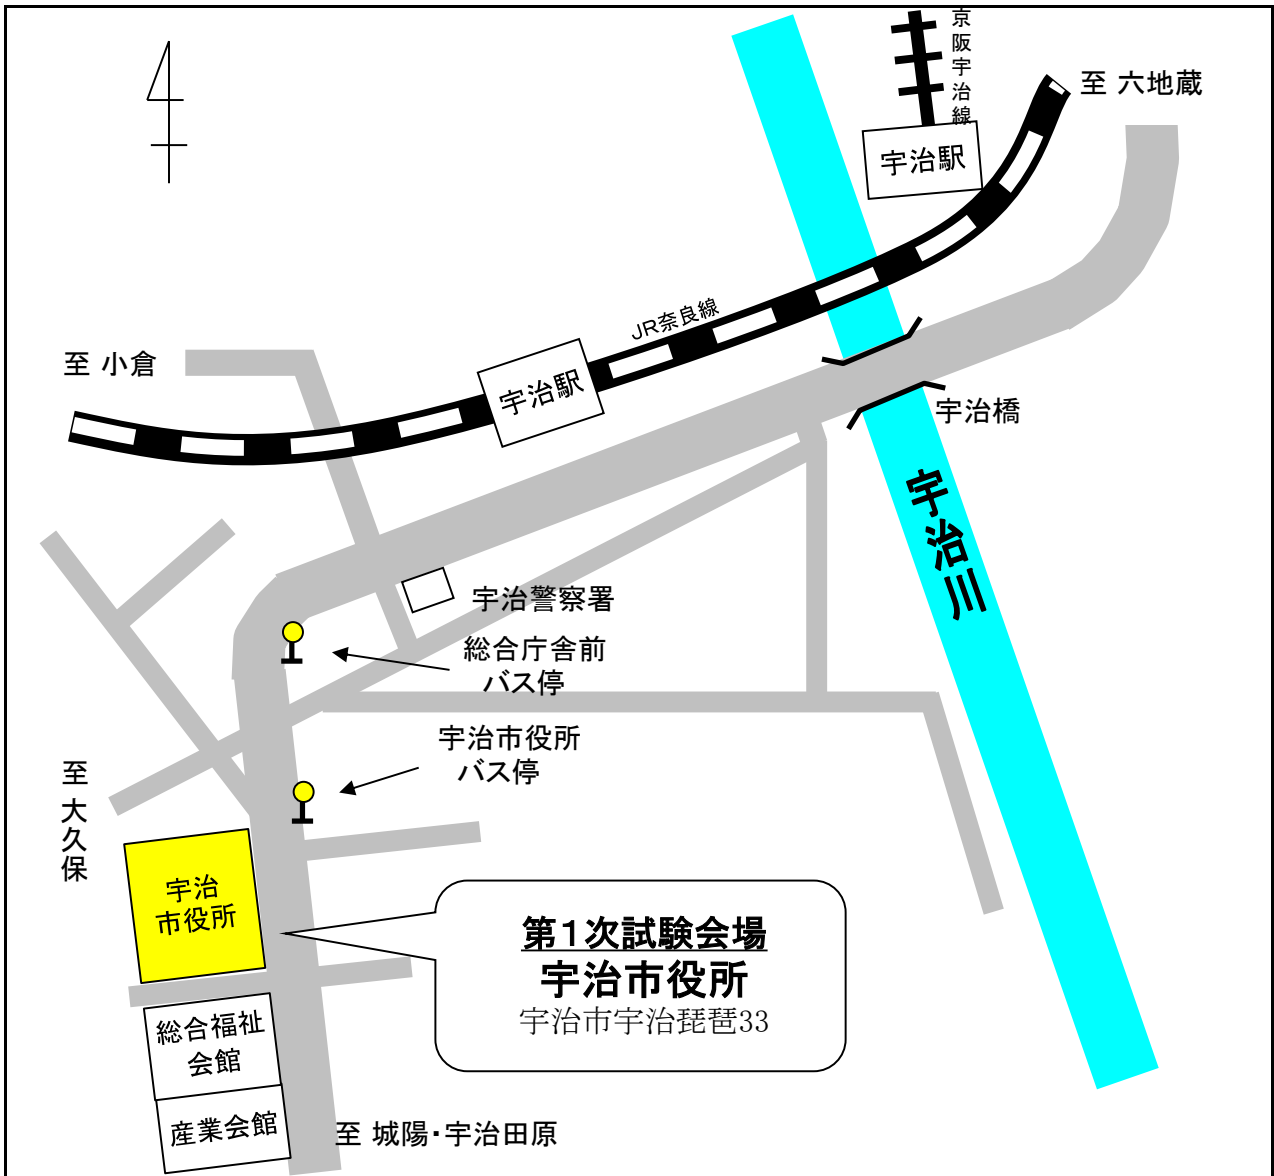 京阪宇治線
至 六地蔵
宇治駅
JR奈良線
至 小倉
宇治駅
宇治橋
宇治川
宇治警察署
総合庁舎前
バス停
宇治市役所
バス停
至 大久保
宇治
市役所
第1次試験会場
宇治市役所
宇治市宇治琵琶33
総合福祉
会館
産業会館
至 城陽・宇治田原